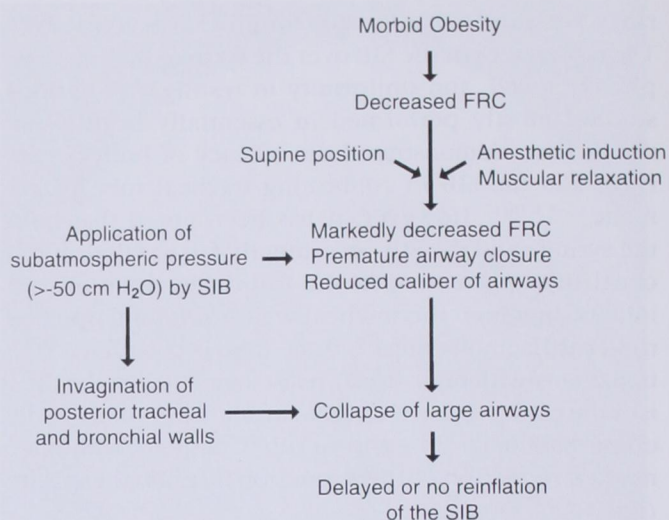 Morbid Obesity
Decreased FRC
Supine position
Anesthetic induction
Muscular relaxation
Application of
subatmospheric pressure
(>-50 cm H₂O) by SIB
Markedly decreased FRC
Premature airway closure
Reduced caliber of airways
Invagination of
posterior tracheal
and bronchial walls
Collapse of large airways
Delayed or no reinflation
of the SIB